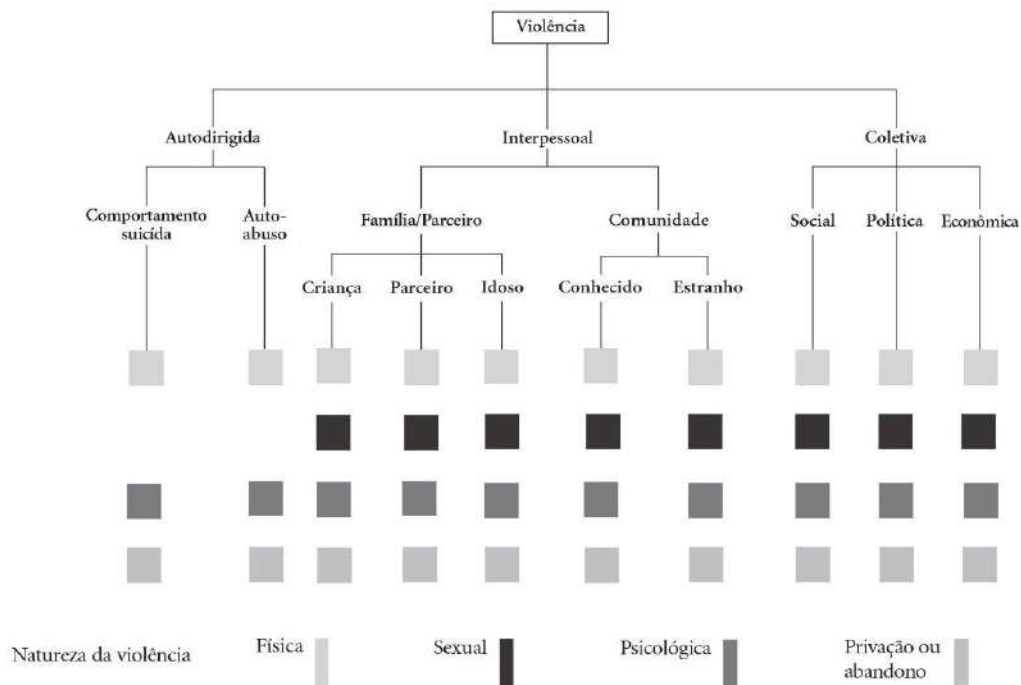 Violência
Autodirigida
Interpessoal
Coletiva
Comportamento
suicída
Auto-
abuso
Família/Parceiro
Comunidade
Social
Política
Econômica
Criança
Parceiro
Idoso
Conhecido
Estranho
Natureza da violência
Física
Sexual
Psicológica
Privação ou
abandono